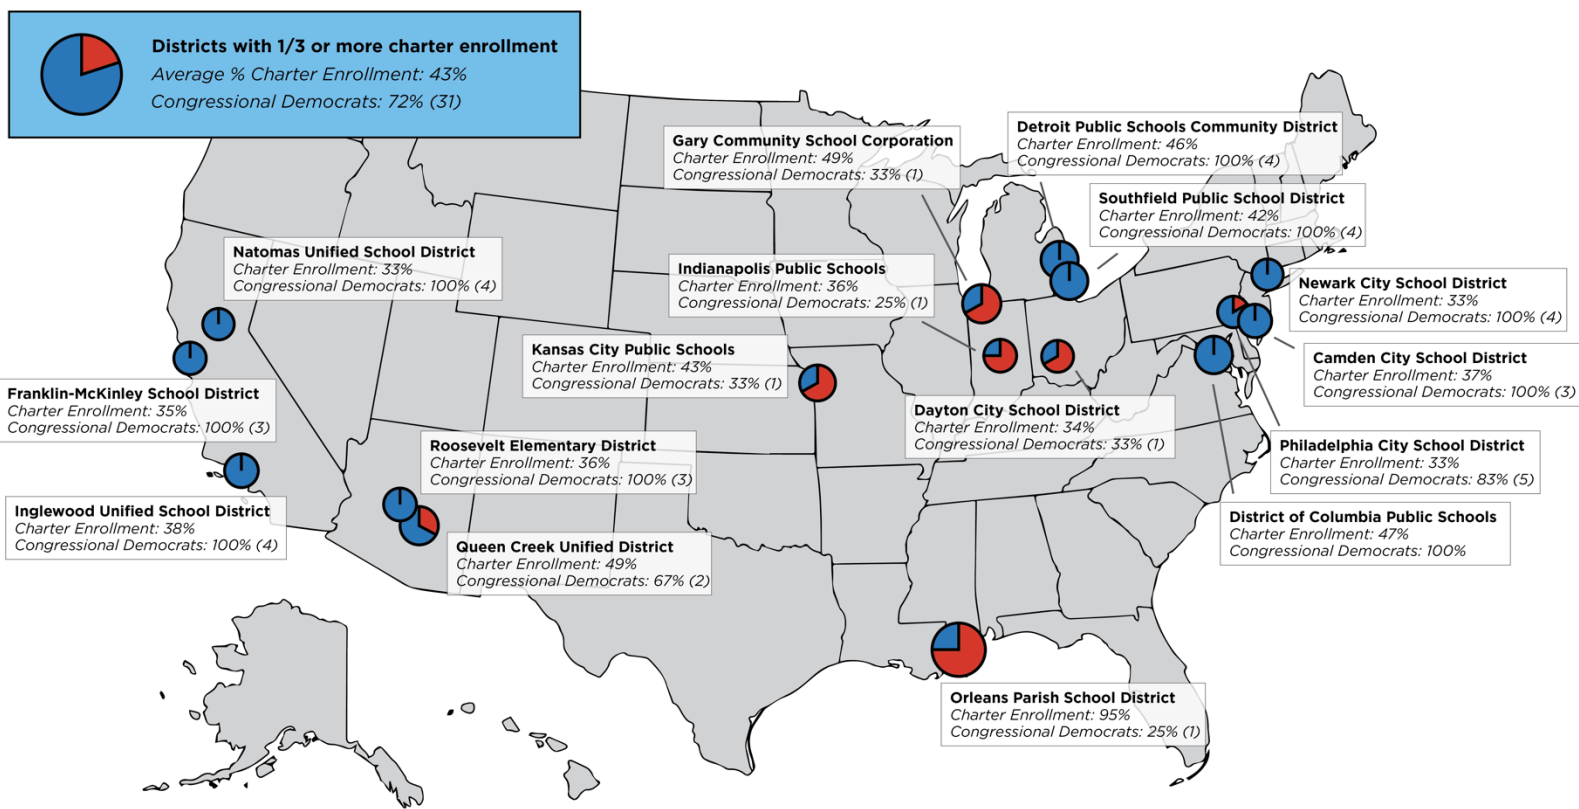 Districts with 1/3 or more charter enrollment
Average % Charter Enrollment: 43%
Congressional Democrats: 72% (31)
Gary Community School Corporation
Charter Enrollment: 49%
Congressional Democrats: 33% (1)
Detroit Public Schools Community District
Charter Enrollment: 46%
Congressional Democrats: 100% (4)
Southfield Public School District
Charter Enrollment: 42%
Congressional Democrats: 100% (4)
Natomas Unified School District
Charter Enrollment: 33%
Congressional Democrats: 100% (4)
Indianapolis Public Schools
Charter Enrollment: 36%
Congressional Democrats: 25% (1)
Newark City School District
Charter Enrollment: 33%
Congressional Democrats: 100% (4)
Kansas City Public Schools
Charter Enrollment: 43%
Congressional Democrats: 33% (1)
Camden City School District
Charter Enrollment: 37%
Congressional Democrats: 100% (3)
Franklin-McKinley School District
Charter Enrollment: 35%
Congressional Democrats: 100% (3)
Dayton City School District
Charter Enrollment: 34%
Congressional Democrats: 33% (1)
Roosevelt Elementary District
Charter Enrollment: 36%
Congressional Democrats: 100% (3)
Philadelphia City School District
Charter Enrollment: 33%
Congressional Democrats: 83% (5)
Inglewood Unified School District
Charter Enrollment: 38%
Congressional Democrats: 100% (4)
District of Columbia Public Schools
Charter Enrollment: 47%
Congressional Democrats: 100%
Queen Creek Unified District
Charter Enrollment: 49%
Congressional Democrats: 67% (2)
Orleans Parish School District
Charter Enrollment: 95%
Congressional Democrats: 25% (1)